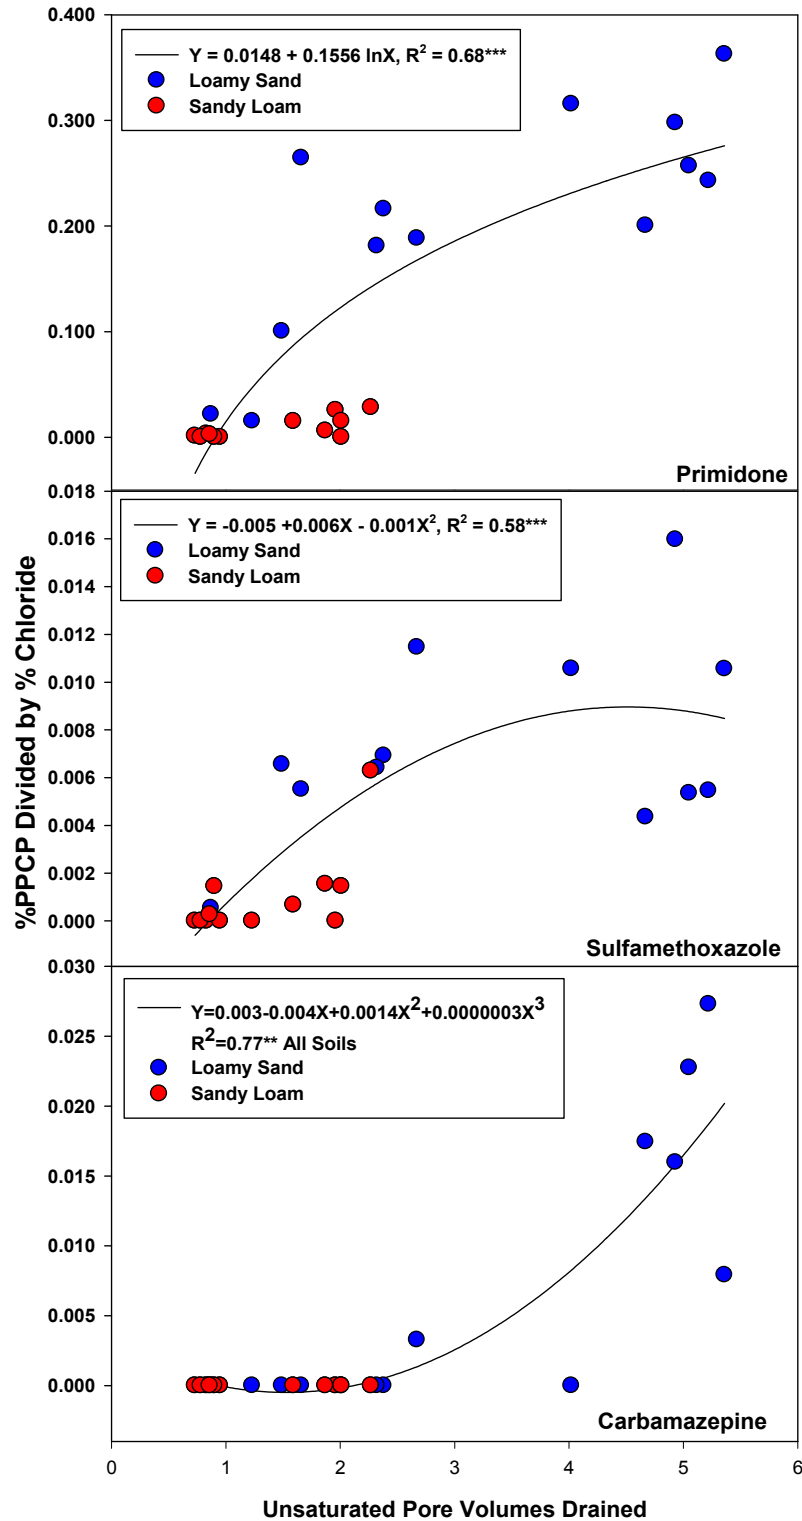 0.400
Y = 0.0148 + 0.1556 lnX, R² = 0.68***
Loamy Sand
Sandy Loam
0.300
0.200
0.100
0.000
Primidone
0.018
Y = -0.005 +0.006X - 0.001X², R² = 0.58***
Loamy Sand
Sandy Loam
0.016
0.014
0.012
0.010
0.008
0.006
0.004
0.002
0.000
Sulfamethoxazole
%PPCP Divided by % Chloride
0.030
Y=0.003-0.004X+0.0014X²+0.0000003X³
R²=0.77** All Soils
Loamy Sand
Sandy Loam
0.025
0.020
0.015
0.010
0.005
0.000
Carbamazepine
0 1 2 3 4 5 6
Unsaturated Pore Volumes Drained